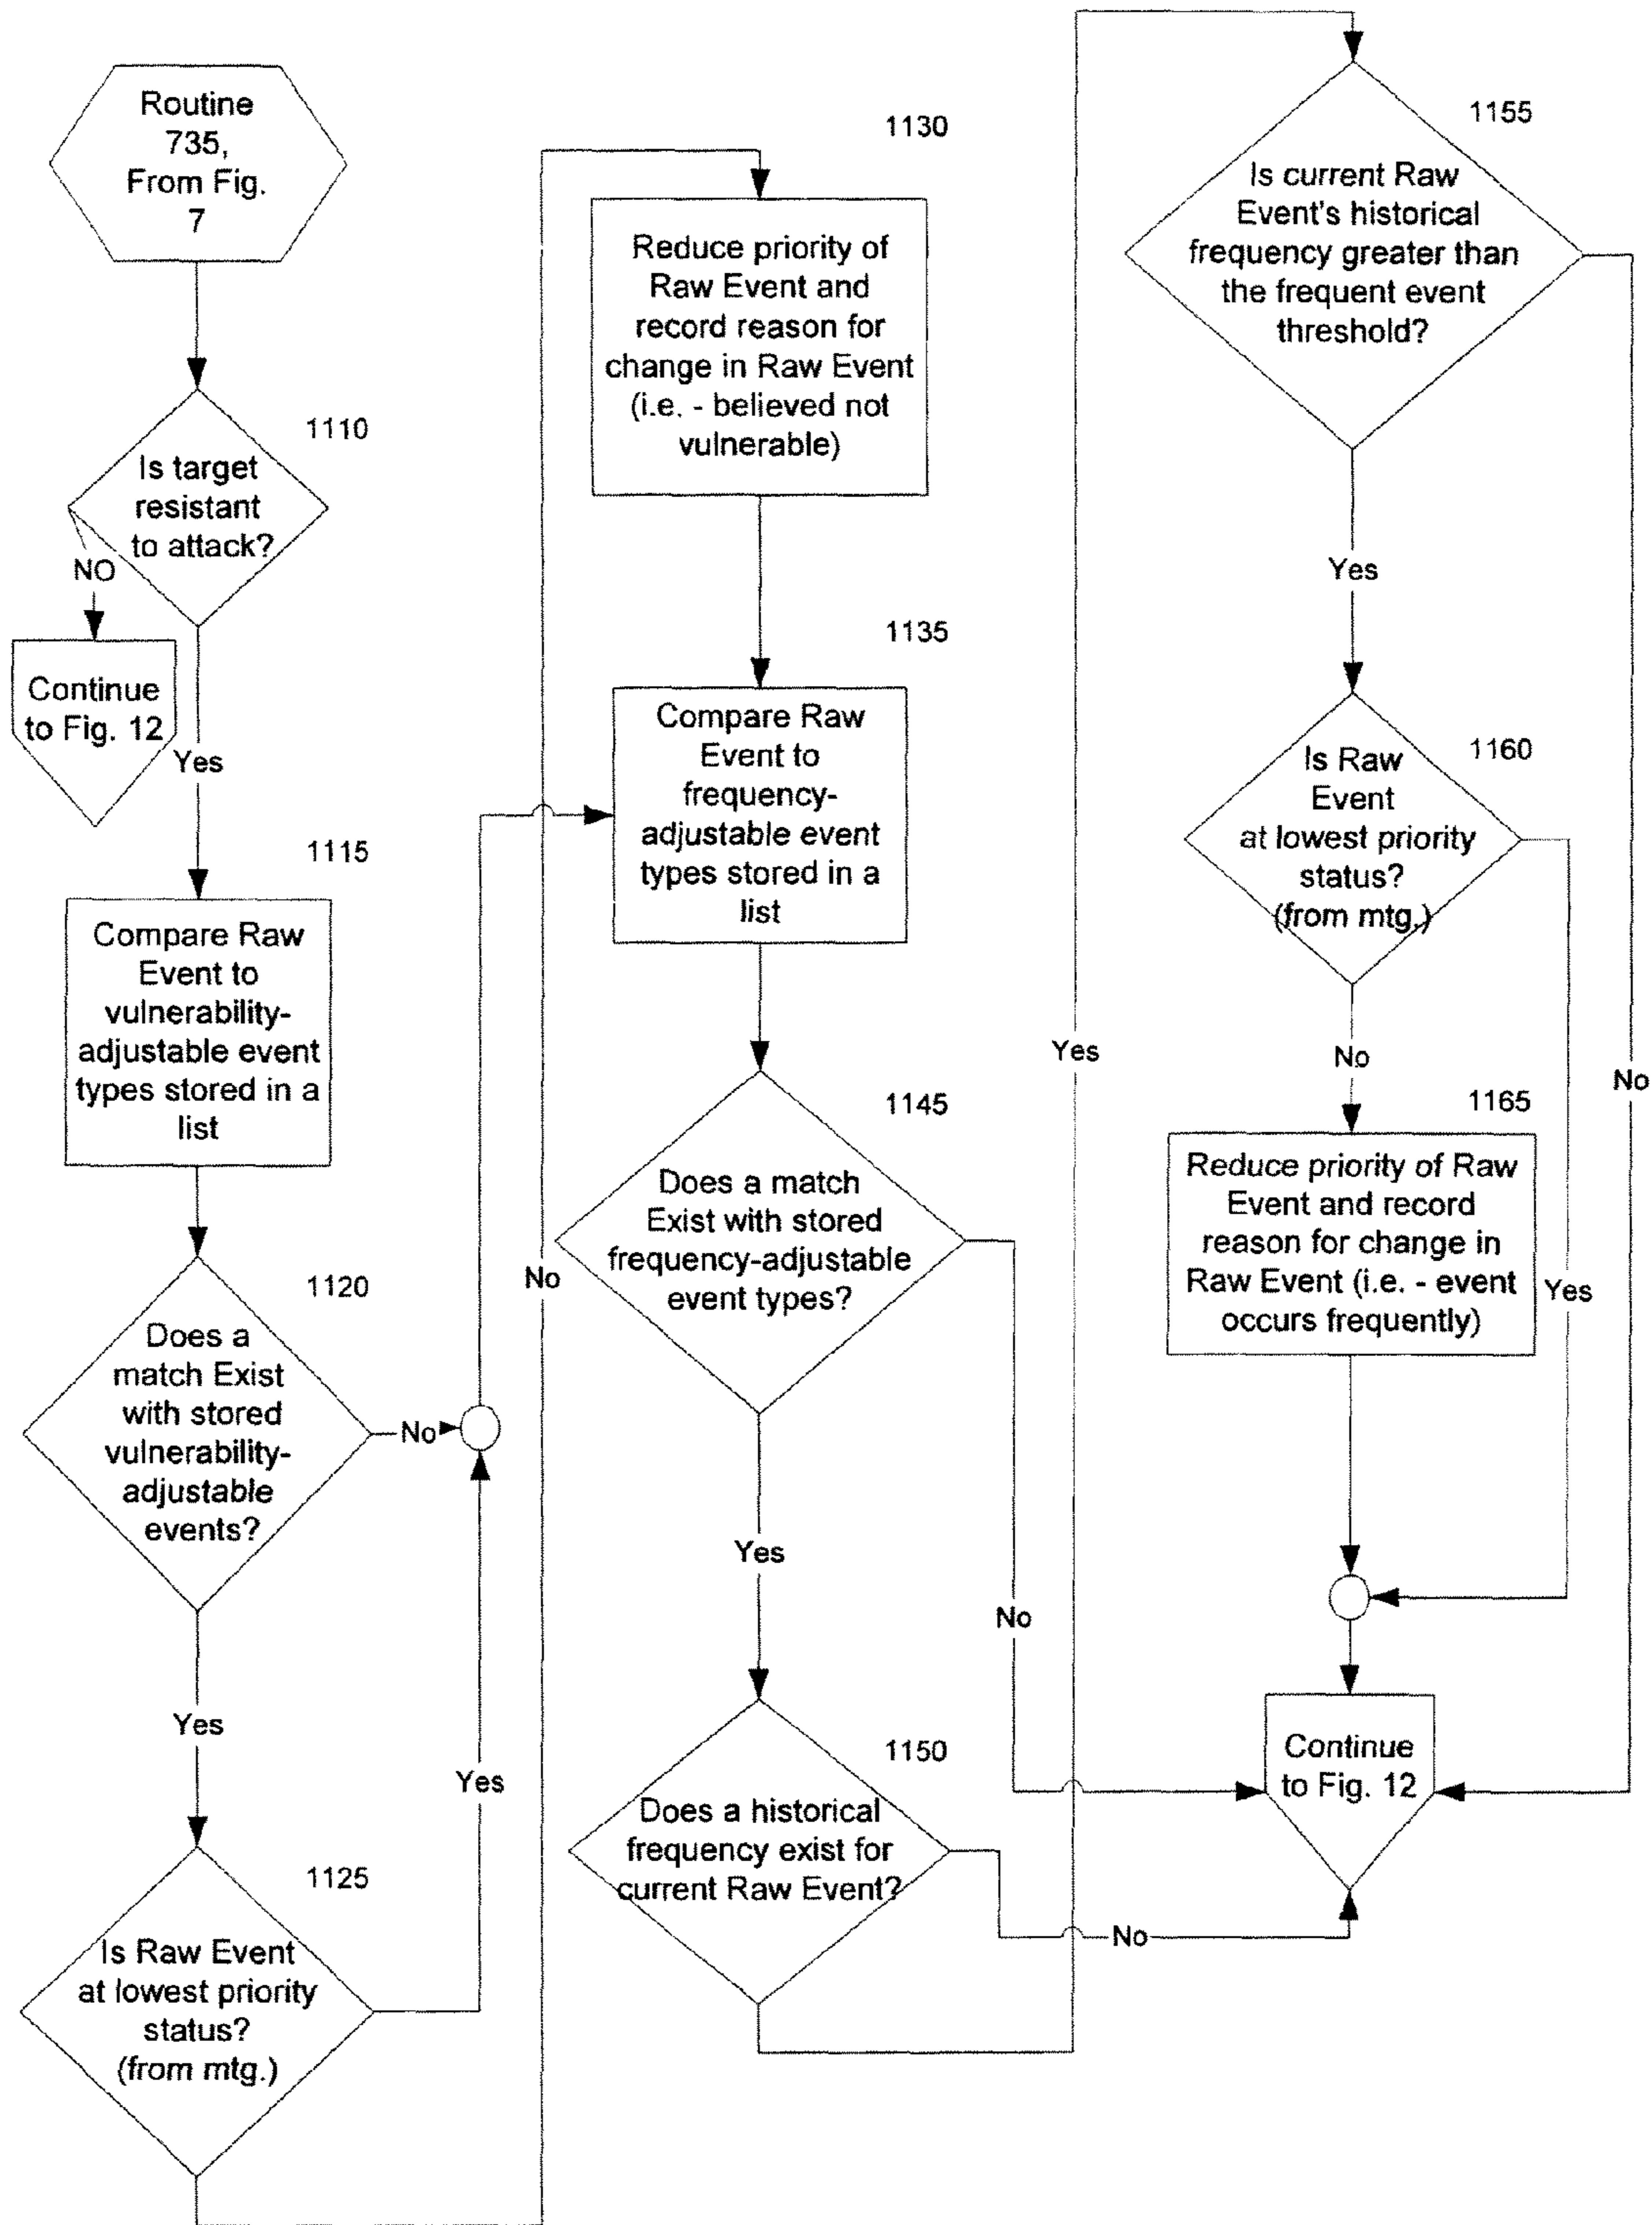 Routine
735,
From Fig.
7
1110
Is target
resistant
to attack?
NO
Continue
to Fig. 12
Yes
1115
Compare Raw
Event to
vulnerability-
adjustable event
types stored in a
list
1120
Does a
match Exist
with stored
vulnerability-
adjustable
events?
No
Yes
1125
Is Raw Event
at lowest priority
status?
(from mtg.)
Yes
No
1130
Reduce priority of
Raw Event and
record reason for
change in Raw Event
(i.e. - believed not
vulnerable)
1135
Compare Raw
Event to
frequency-
adjustable event
types stored in a
list
1145
Does a match
Exist with stored
frequency-adjustable
event types?
Yes
No
1150
Does a historical
frequency exist for
current Raw Event?
No
Yes
1155
Is current Raw
Event's historical
frequency greater than
the frequent event
threshold?
Yes
No
1160
Is Raw
Event
at lowest priority
status?
(from mtg.)
No
Yes
1165
Reduce priority of Raw
Event and record
reason for change in
Raw Event (i.e. - event
occurs frequently)
Continue
to Fig. 12